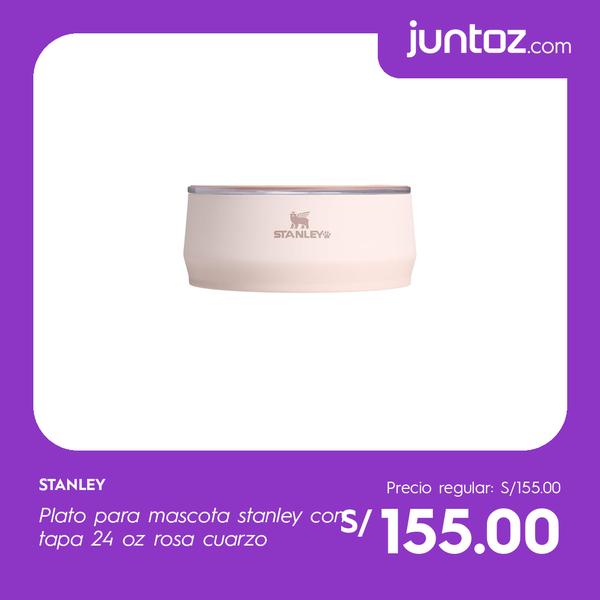 juntoz.com
STANLEY
STANLEY
Precio regular: S/155.00
Plato para mascota stanley con
tapa 24 oz rosa cuarzo
S/155.00